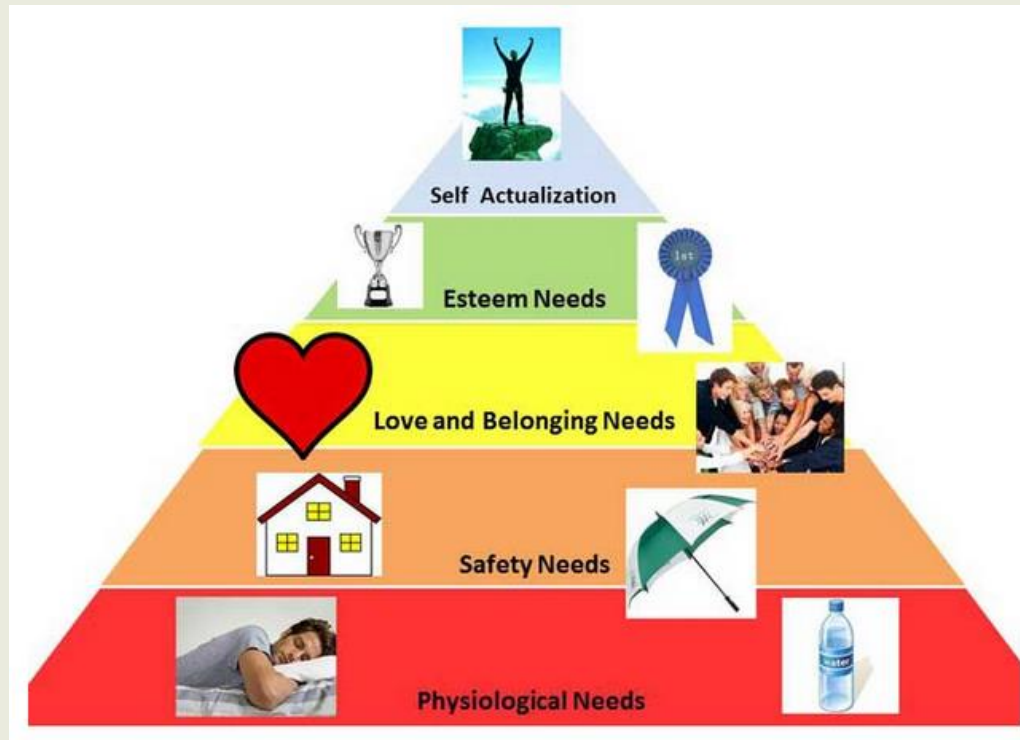 Self Actualization
1st
Esteem Needs
Love and Belonging Needs
Safety Needs
water
Physiological Needs